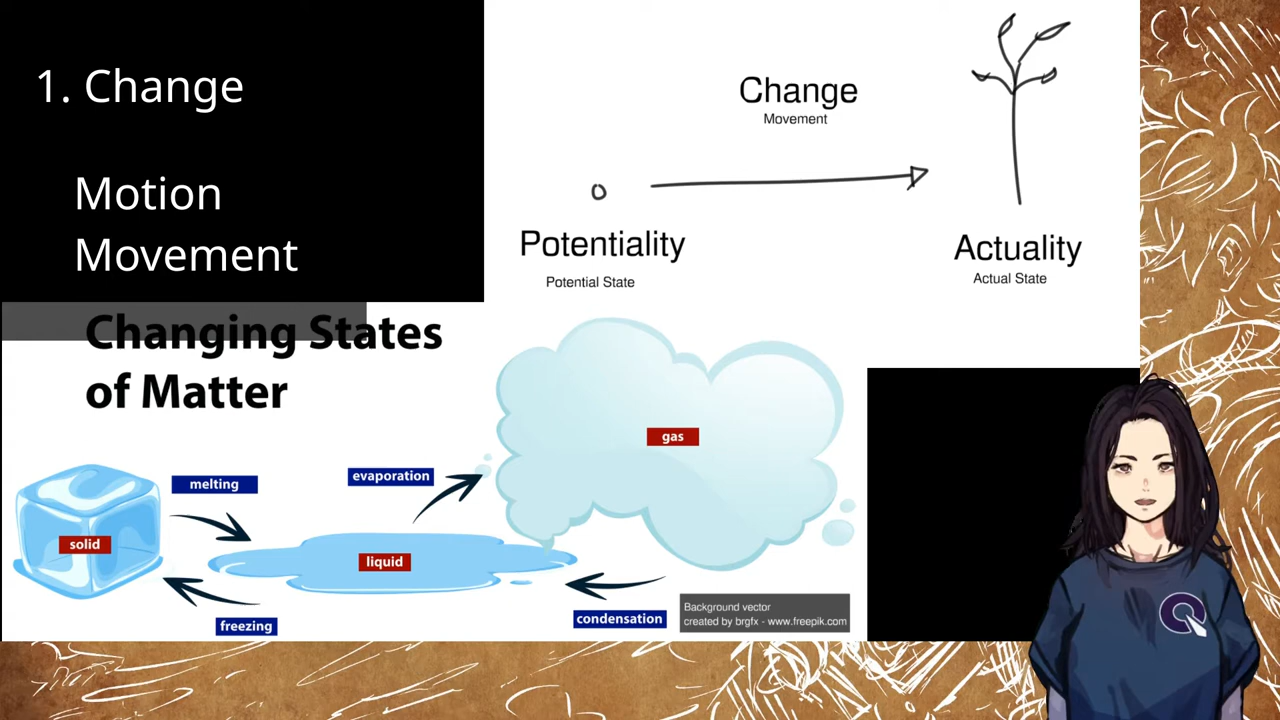 1. Change
Motion
Movement
Change
Movement
Potentiality
Potential State
Actuality
Actual State
Changing States
of Matter
solid
melting
freezing
liquid
evaporation
gas
condensation
Background vector
created by brgfx - www.freepik.com